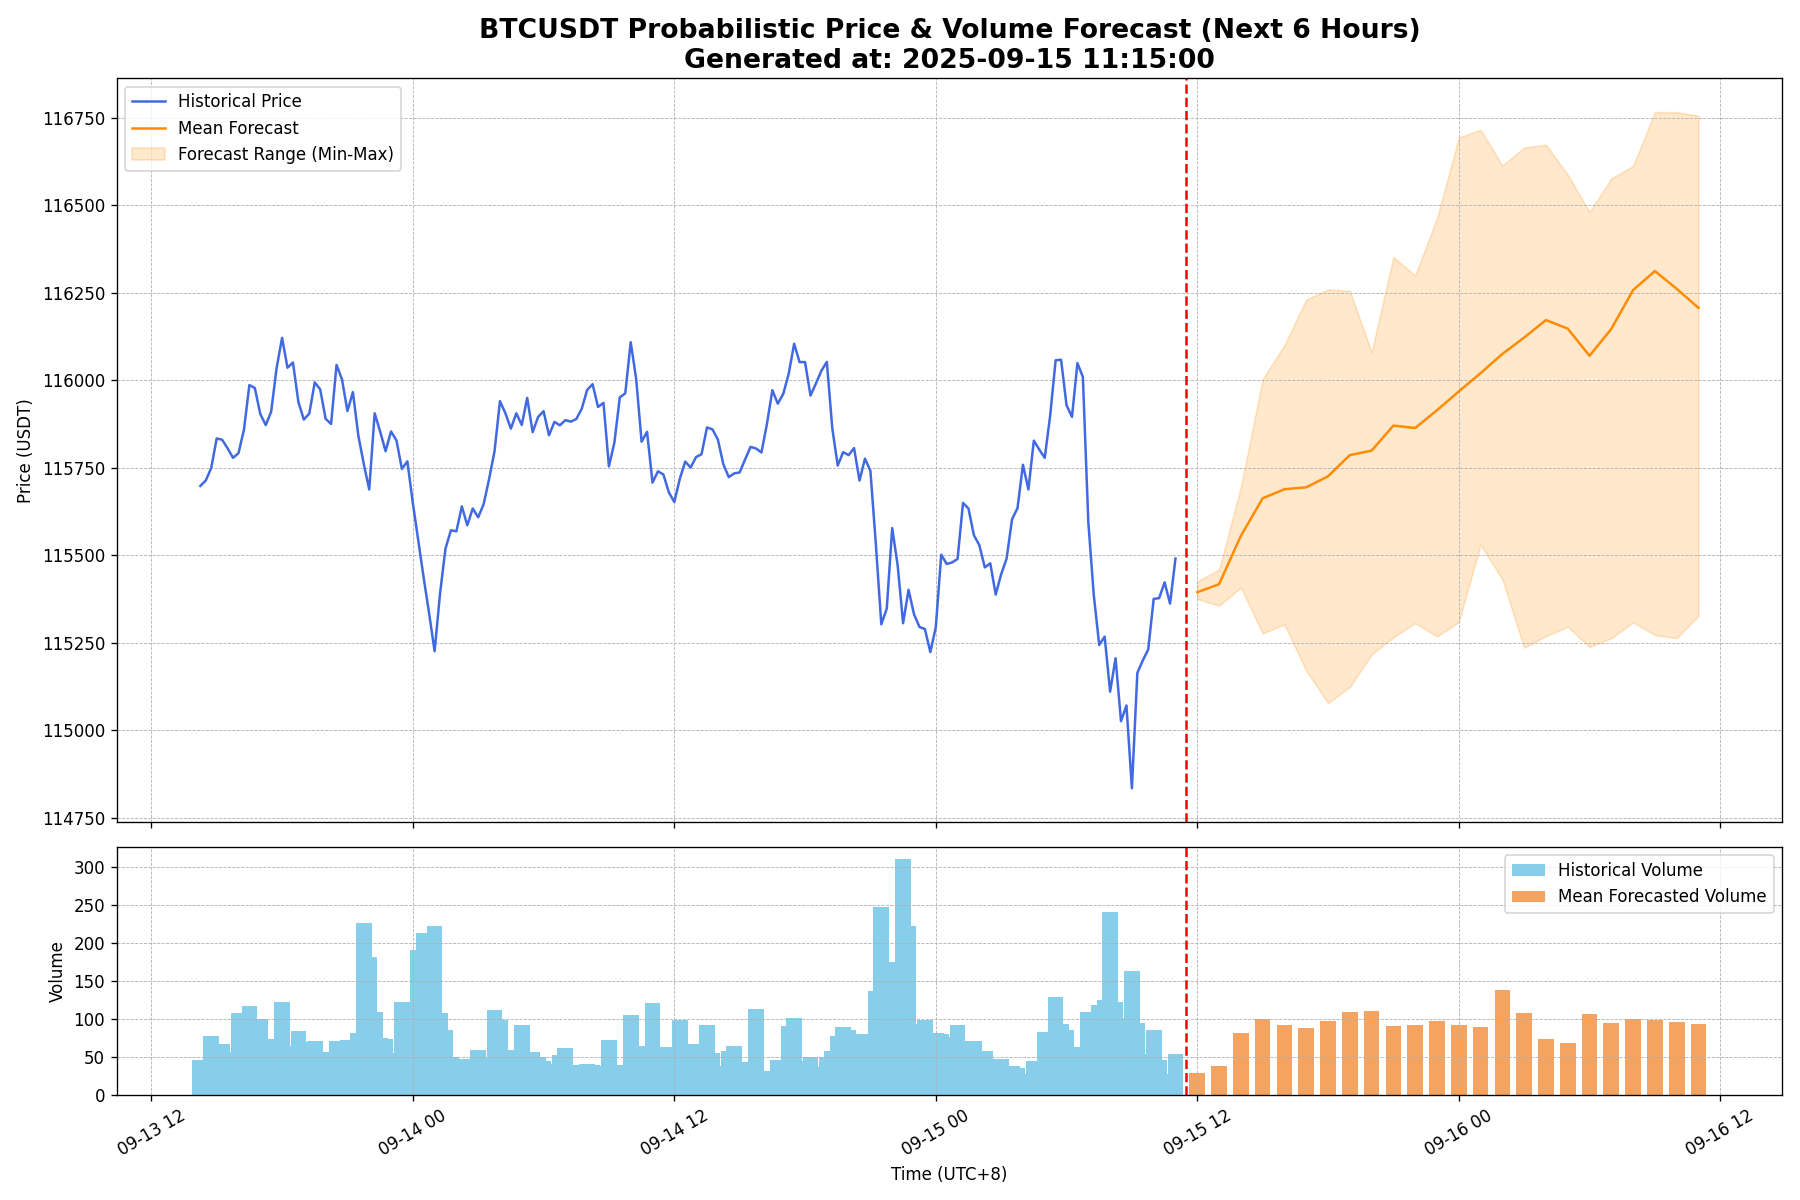 BTCUSDT Probabilistic Price & Volume Forecast (Next 6 Hours)
Generated at: 2025-09-15 11:15:00
Historical Price
Mean Forecast
Forecast Range (Min-Max)
Price (USDT)
116750
116500
116250
116000
115750
115500
115250
115000
114750
Historical Volume
Mean Forecasted Volume
Volume
300
250
200
150
100
50
0
09-13 12
09-14 00
09-14 12
09-15 00
09-15 12
09-16 00
09-16 12
Time (UTC+8)